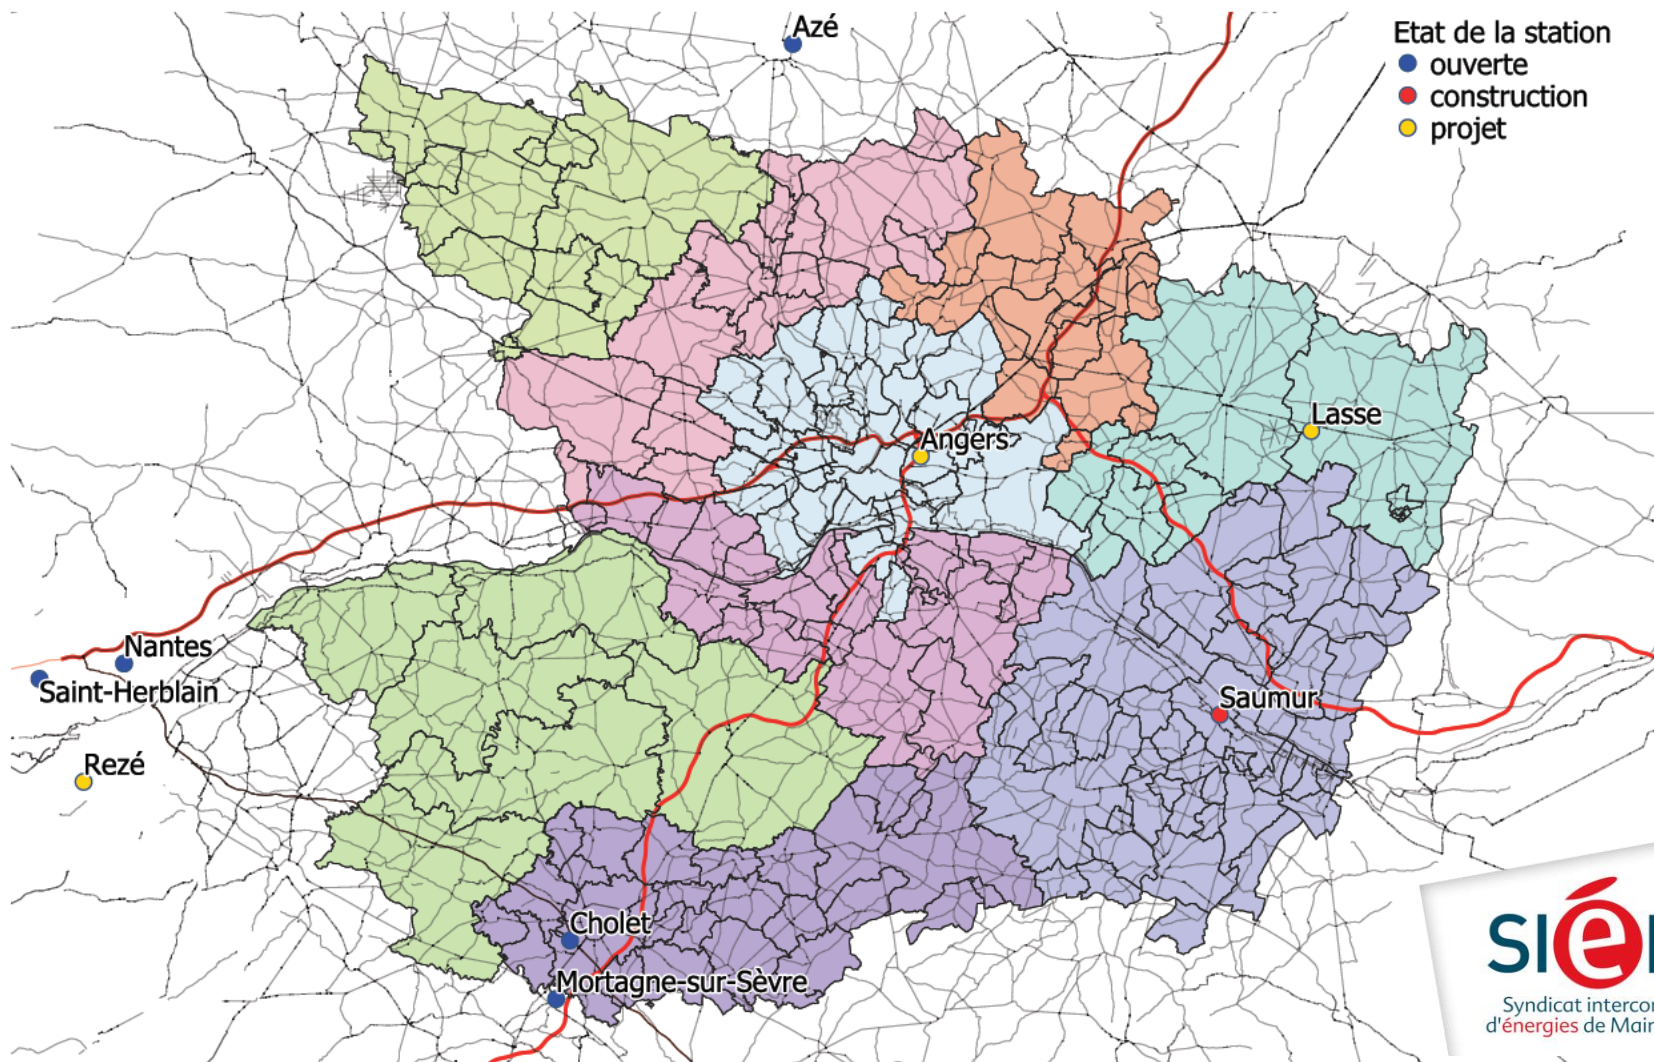 Azé
Etat de la station
ouverte
construction
projet
Lasse
Angers
Nantes
Saint-Herblain
Saumur
Rezé
Cholet
Mortagne-sur-Sèvre
SIé
Syndicat interco
d'énergies de Mai